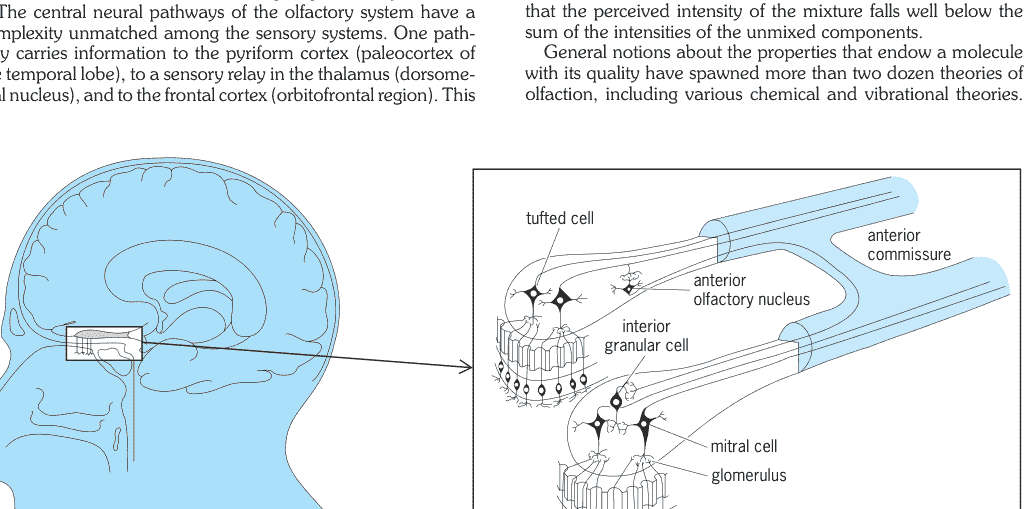 The central neural pathways of the olfactory system have a
mplexity unmatched among the sensory systems. One path-
y carries information to the pyriform cortex (paleocortex of
temporal lobe), to a sensory relay in the thalamus (dorsome-
l nucleus), and to the frontal cortex (orbitofrontal region). This
that the perceived intensity of the mixture falls well below the
sum of the intensities of the unmixed components.
General notions about the properties that endow a molecule
with its quality have spawned more than two dozen theories of
olfaction, including various chemical and vibrational theories.
tufted cell
anterior
commissure
anterior
olfactory nucleus
interior
granular cell
mitral cell
glomerulus